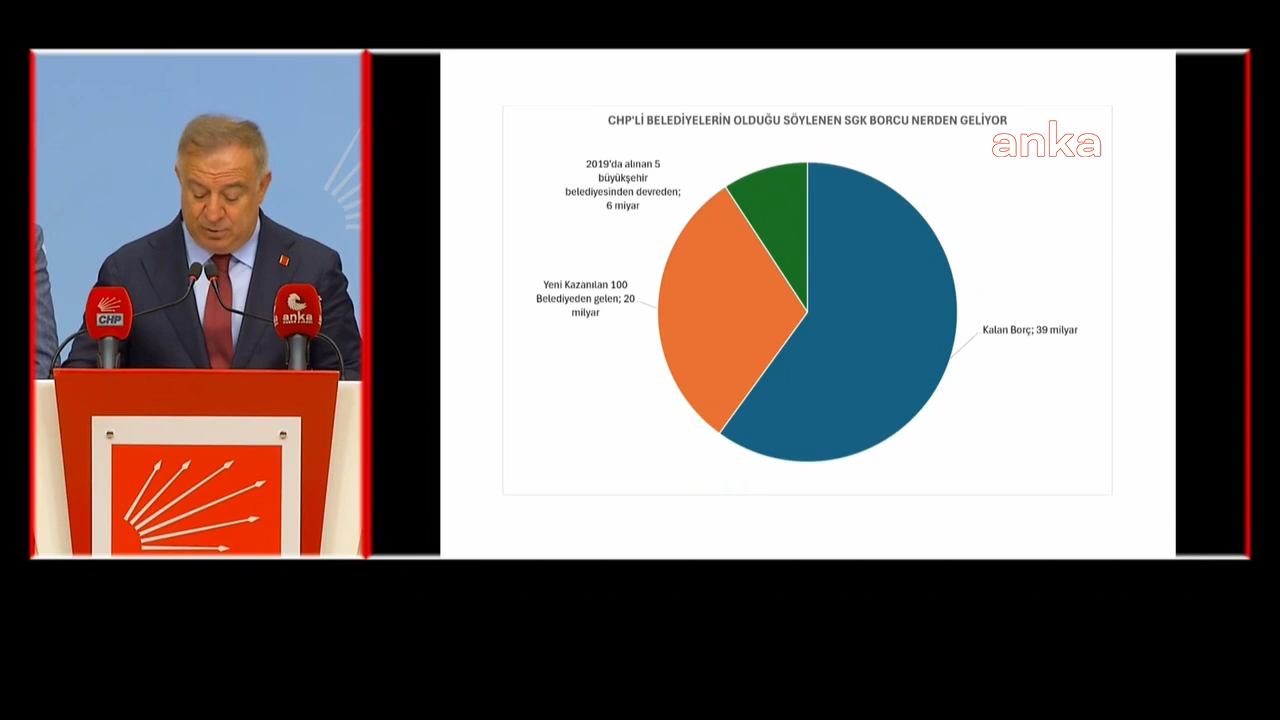 CHP'Lİ BELEDİYELERİN OLDUĞU SÖYLENEN SGK BORCU NERDEN GELİYOR
anka
2019'da alınan 5
büyükşehir
belediyesinden devreden;
6 miyar
Yeni Kazanılan 100
Belediyeden gelen; 20
milyar
Kalan Borç; 39 milyar
CHP
anka